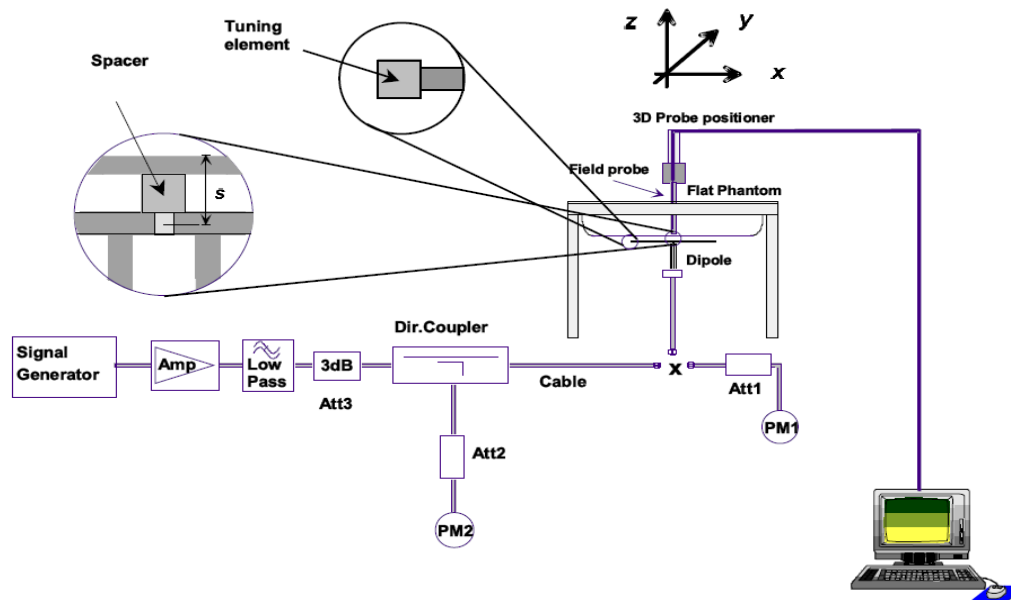 Tuning
element
Spacer
z
y
x
s
3D Probe positioner
Field probe
Flat Phantom
Dipole
Dir.Coupler
Signal
Generator
Amp
Low
Pass
3dB
Att3
Cable
x
Att1
PM1
Att2
PM2